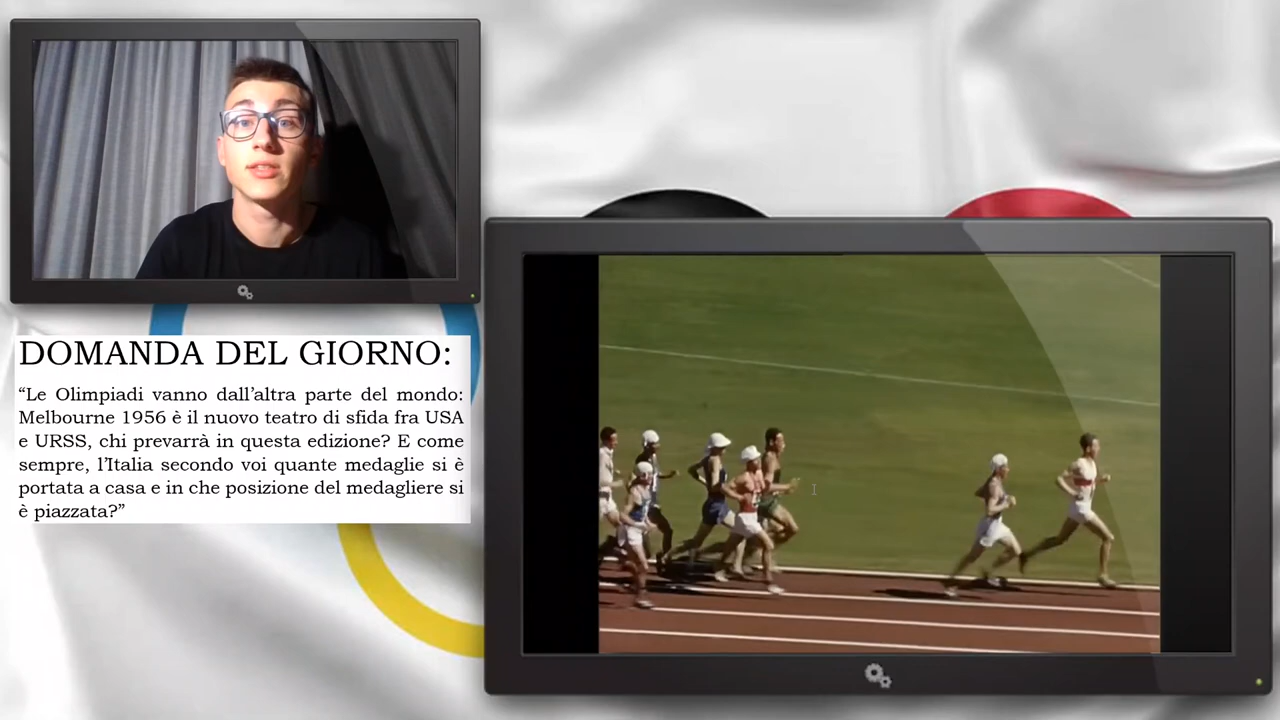 DOMANDA DEL GIORNO:
“Le Olimpiadi vanno dall’altra parte del mondo:
Melbourne 1956 è il nuovo teatro di sfida fra USA
e URSS, chi prevarrà in questa edizione? E come
sempre, l’Italia secondo voi quante medaglie si è
portata a casa e in che posizione del medagliere si
è piazzata?”